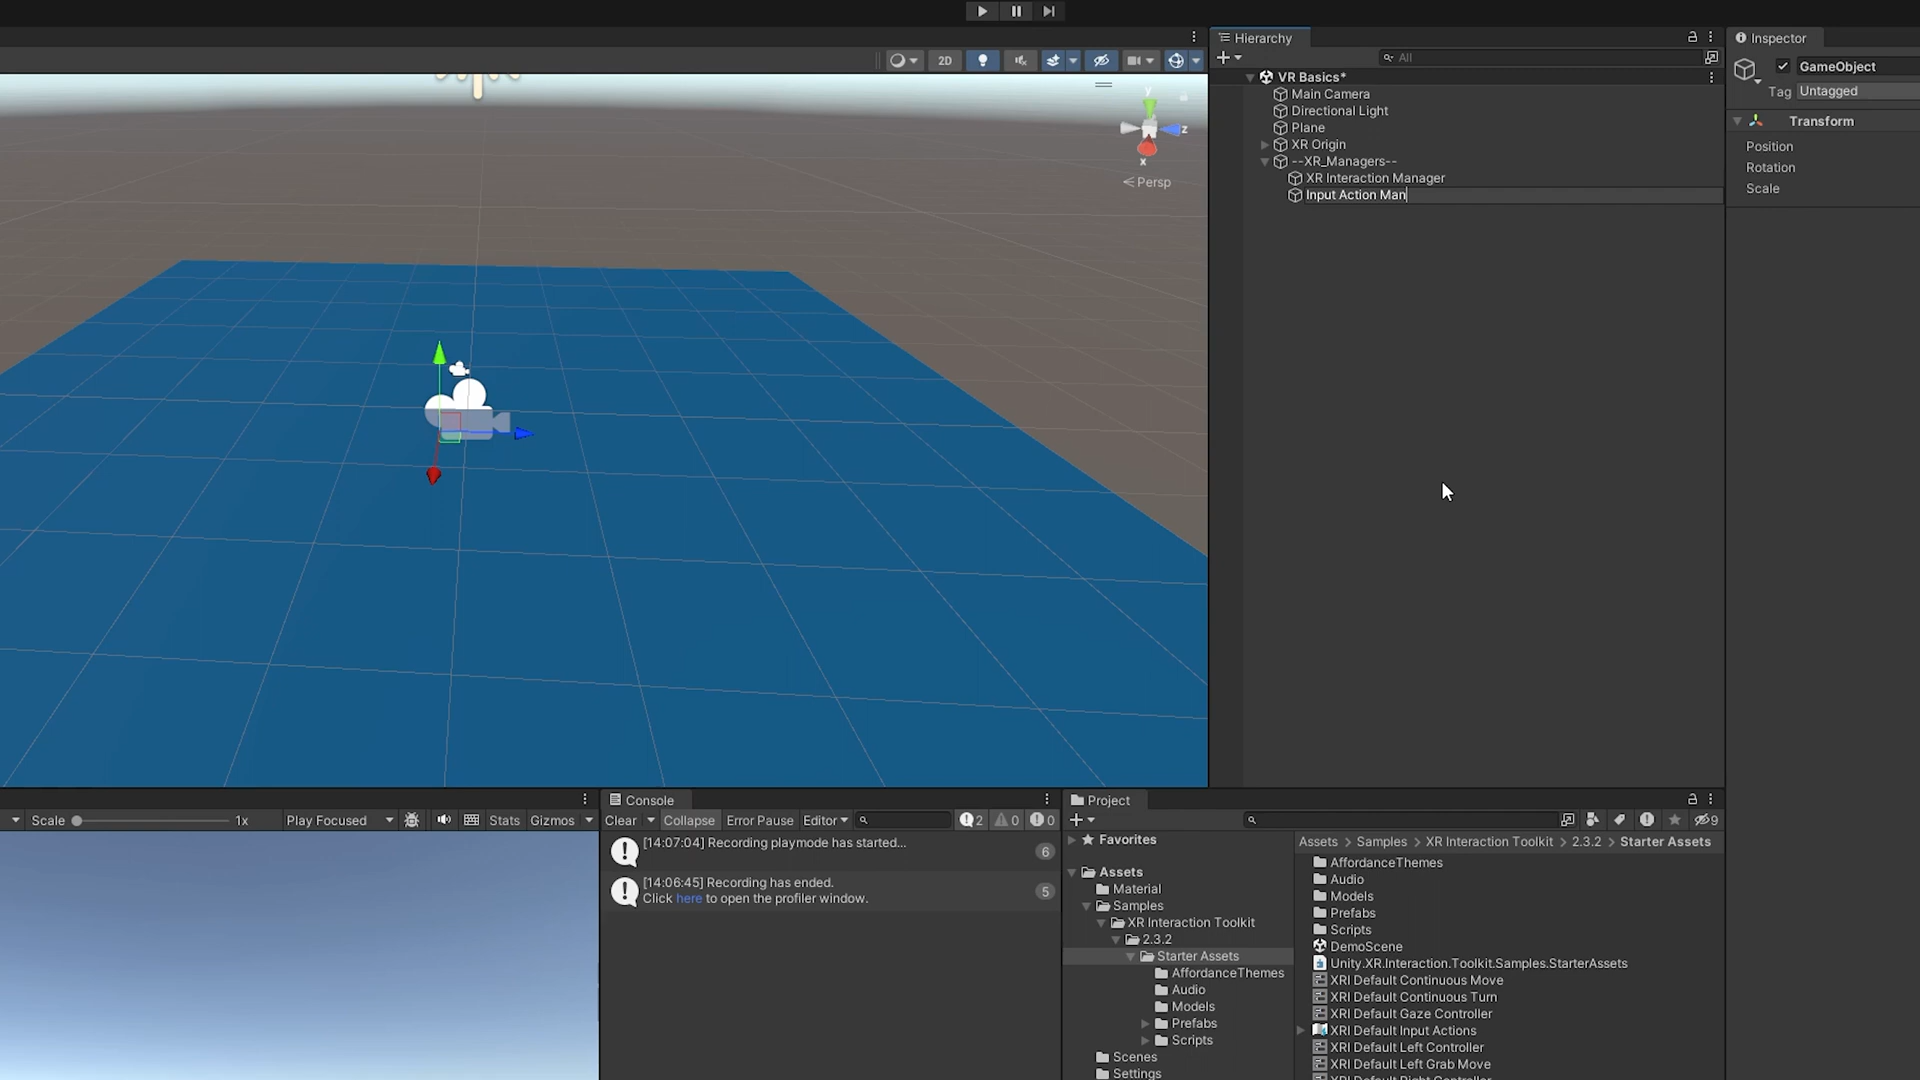 Hierarchy
Inspector
2D
All
GameObject
VR Basics*
Main Camera
Tag Untagged
Directional Light
Transform
Plane
y
z
x
XR Origin
Position
--XR_Managers--
Rotation
XR Interaction Manager
Persp
Scale
Input Action Man
Console
Project
Scale 1x Play Focused Stats Gizmos
Clear Collapse Error Pause Editor 2 0 0
9
[14:07:04] Recording playmode has started...
6
[14:06:45] Recording has ended.
Click here to open the profiler window.
5
Favorites
Assets
Material
Samples
XR Interaction Toolkit
2.3.2
Starter Assets
AffordanceThemes
Audio
Models
Prefabs
Scripts
Scenes
Settings
Assets > Samples > XR Interaction Toolkit > 2.3.2 > Starter Assets
AffordanceThemes
Audio
Models
Prefabs
Scripts
DemoScene
Unity.XR.Interaction.Toolkit.Samples.StarterAssets
XRI Default Continuous Move
XRI Default Continuous Turn
XRI Default Gaze Controller
XRI Default Input Actions
XRI Default Left Controller
XRI Default Left Grab Move